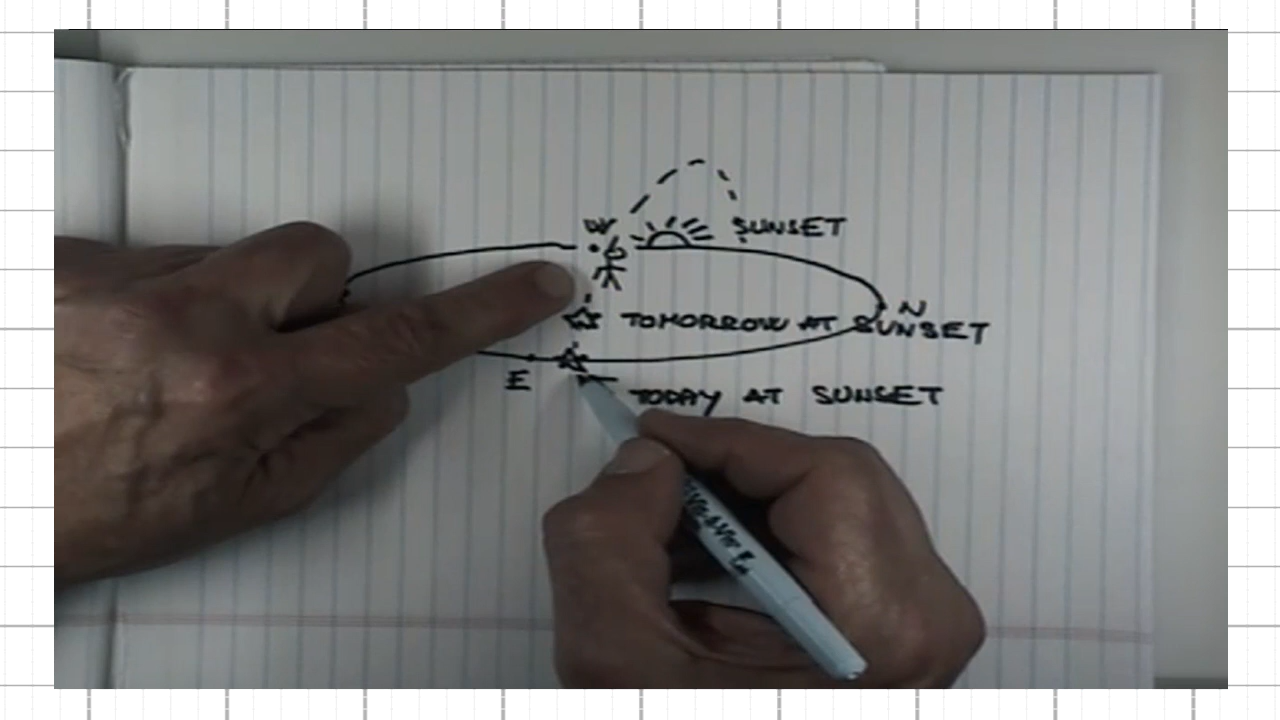 W
SUNSET
N
TOMORROW AT SUNSET
E
TODAY AT SUNSET